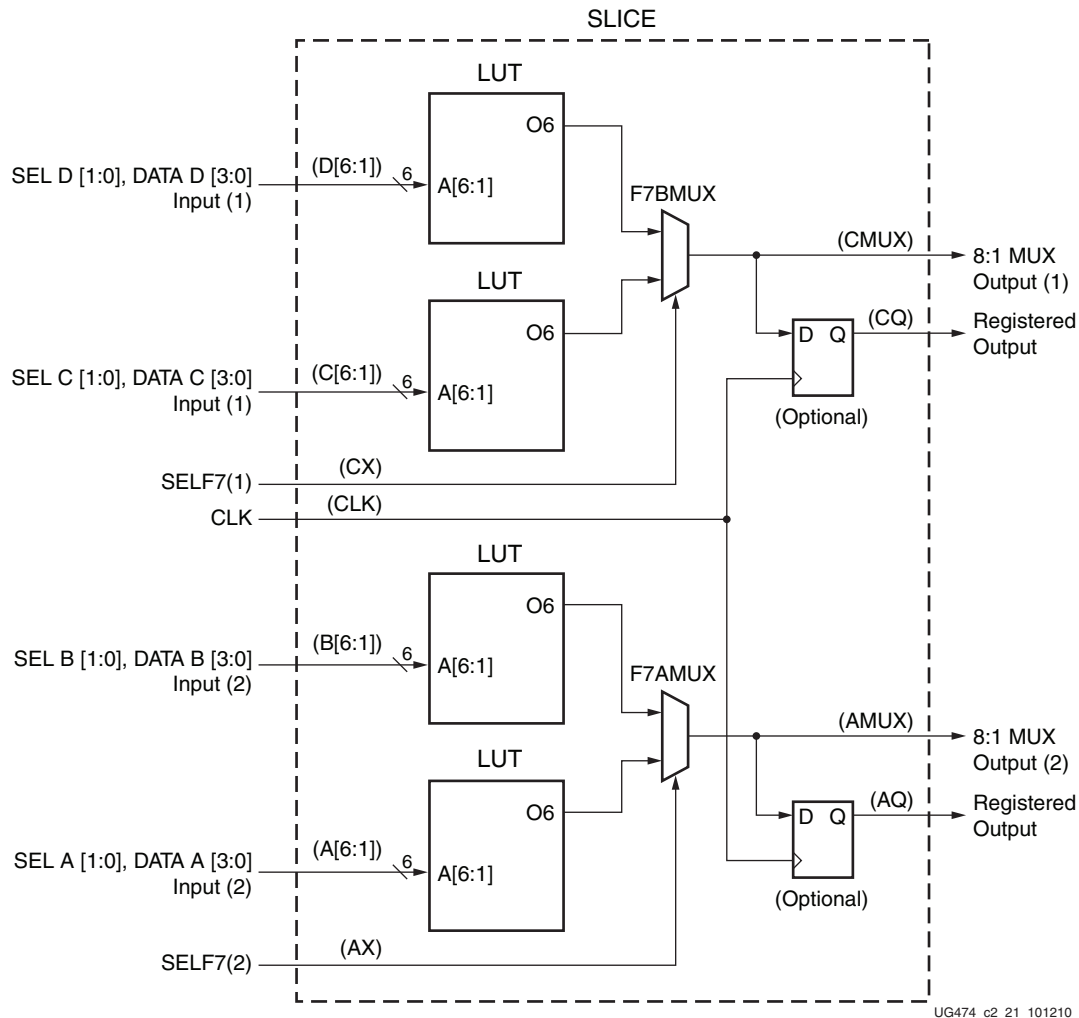 SLICE
LUT
O6
SEL D [1:0], DATA D [3:0]
Input (1)
(D[6:1])
6
A[6:1]
F7BMUX
LUT
(CMUX)
8:1 MUX
Output (1)
O6
(CQ)
Registered
Output
D Q
SEL C [1:0], DATA C [3:0]
Input (1)
(C[6:1])
6
A[6:1]
(Optional)
SELF7(1)
(CX)
CLK
(CLK)
LUT
O6
SEL B [1:0], DATA B [3:0]
Input (2)
(B[6:1])
6
A[6:1]
F7AMUX
LUT
(AMUX)
8:1 MUX
Output (2)
O6
(AQ)
Registered
Output
D Q
SEL A [1:0], DATA A [3:0]
Input (2)
(A[6:1])
6
A[6:1]
(Optional)
SELF7(2)
(AX)
UG474_c2_21_101210